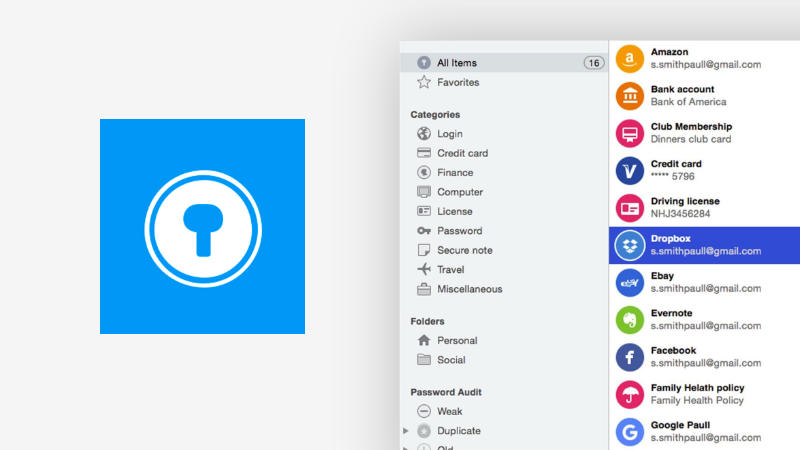 All Items 16
Favorites
Categories
Login
Credit card
Finance
Computer
License
Password
Secure note
Travel
Miscellaneous
Folders
Personal
Social
Password Audit
Weak
Duplicate
Old
Amazon
s.smithpaull@gmail.com
Bank account
Bank of America
Club Membership
Dinners club card
Credit card
***** 5796
Driving license
NHJ3456284
Dropbox
s.smithpaull@gmail.com
Ebay
s.smithpaull@gmail.com
Evernote
s.smithpaull@gmail.com
Facebook
s.smithpaull@gmail.com
Family Helath policy
Family Health Policy
Google Paull
s.smithpaull@gmail.com